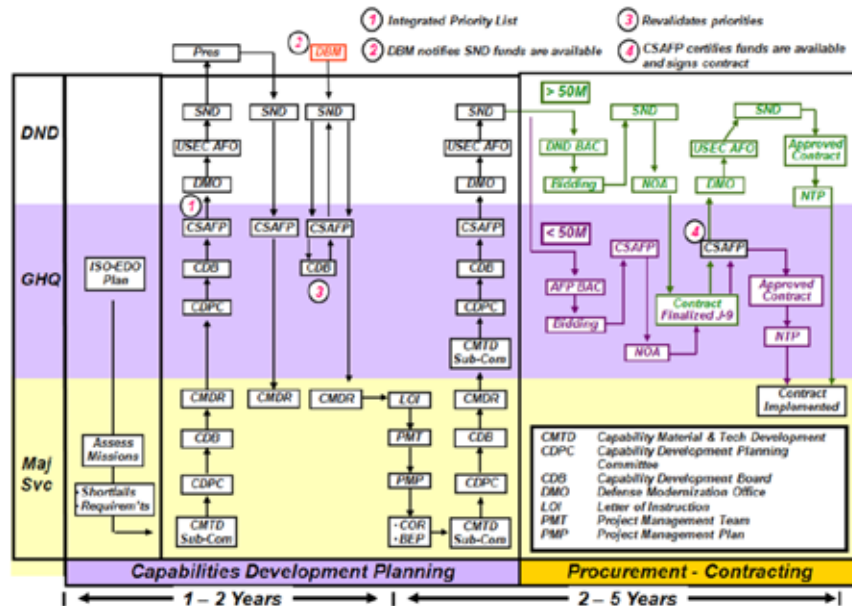 1 Integrated Priority List
2 DBM notifies SND funds are available
3 Revalidates priorities
4 CSAFP certifies funds are available
and signs contract
Pres
2 DBM
DND
SND
USEC AFO
DMO
1
SND
SND
SND
USEC AFO
DMO
> 50M
DND BAC
Bidding
SND
NOA
SND
USEC AFO
DMO
Approved
Contract
NTP
GHQ
ISO-EDO
Plan
CSAFP
CDB
CDPC
CSAFP
CSAFP
CDB
3
CSAFP
CDB
CDPC
CMTD
Sub-Com
< 50M
AFP BAC
Bidding
CSAFP
NOA
Contract
Finalized J-9
4
CSAFP
Approved
Contract
NTP
Contract
Implemented
Maj
Svc
Assess
Missions
· Shortfalls
· Requirem'ts
CMDR
CDB
CDPC
CMTD
Sub-Com
CMDR
CMDR
LOI
PMT
PMP
· COR
· BEP
CMDR
CDB
CDPC
CMTD
Sub-Com
CMTD Capability Material & Tech Development
CDPC Capability Development Planning
Committee
CDB Capability Development Board
DMO Defense Modernization Office
LOI Letter of Instruction
PMT Project Management Team
PMP Project Management Plan
Capabilities Development Planning
Procurement - Contracting
1 – 2 Years
2 – 5 Years